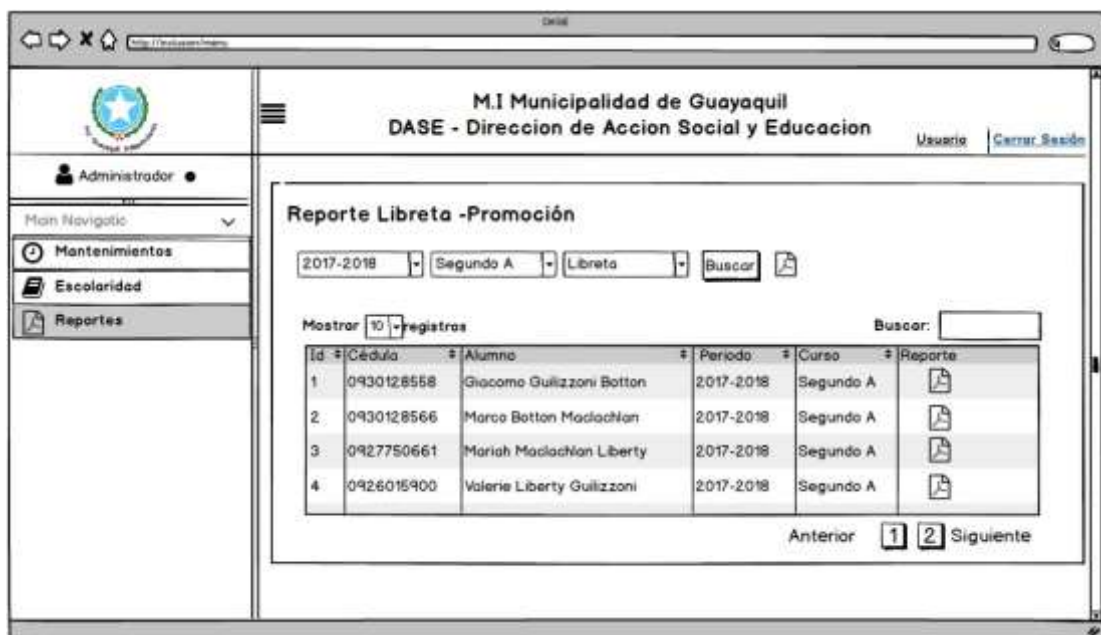 DASE
M.I Municipalidad de Guayaquil
DASE - Direccion de Accion Social y Educacion
Usuario
Cerrar Sesión
Administrador
Main Navigatio
Mantenimientos
Escolaridad
Reportes
Reporte Libreta -Promoción
2017-2018 Segundo A Libreta Buscar
Mostrar 10 registros Buscar:
Id Cédula Alumno Periodo Curso Reporte
1 0930128558 Giacomo Guilizzoni Botton 2017-2018 Segundo A
2 0930128566 Marco Botton Maclachlan 2017-2018 Segundo A
3 0927750661 Mariah Maclachlan Liberty 2017-2018 Segundo A
4 0926015900 Valerie Liberty Guilizzoni 2017-2018 Segundo A
Anterior 1 2 Siguiente